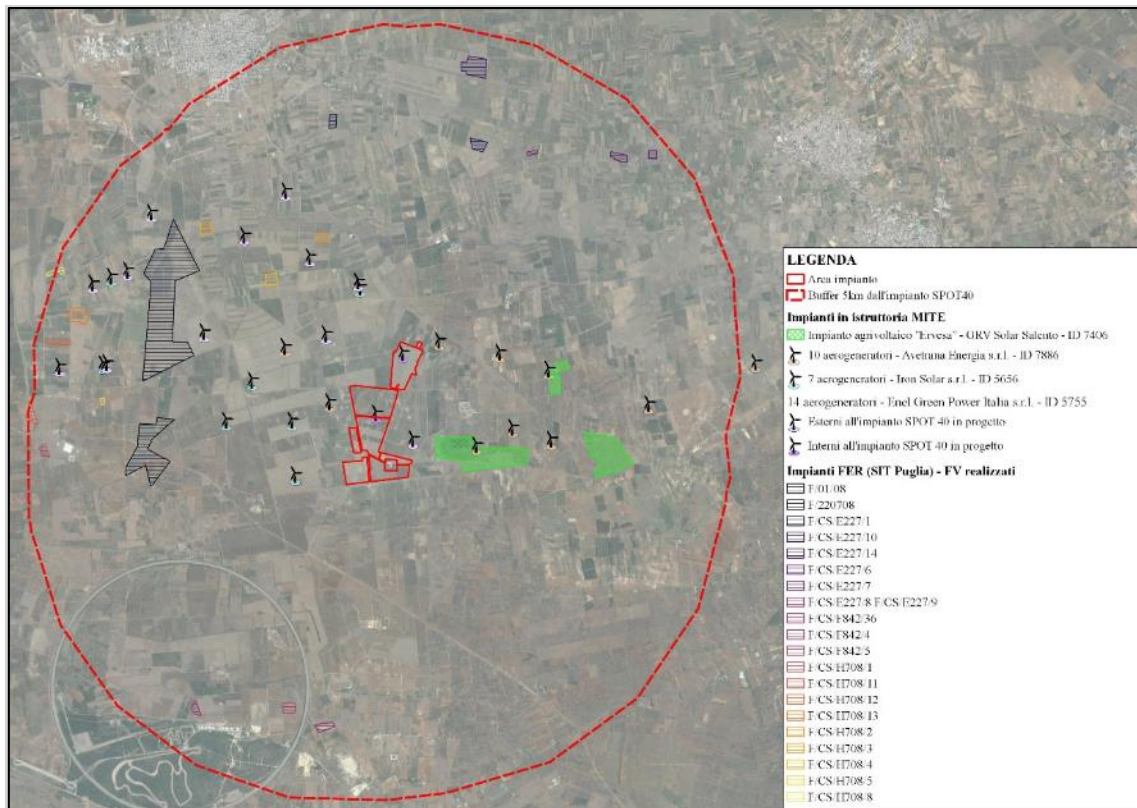 LEGENDA
Area impianto
Buffer 5km dall'impianto SPOT40
Impianti in istruttoria MITE
Impianto agrivoltaico "Ervesa" - GRV Solar Salento - ID 7406
10 aerogeneratori - Avetrana Energia s.r.l. - ID 7886
7 aerogeneratori - Iron Solar s.r.l. - ID 5656
14 aerogeneratori - Enel Green Power Italia s.r.l. - ID 5755
Esterni all'impianto SPOT 40 in progetto
Interni all'impianto SPOT 40 in progetto
Impianti FER (SIT Puglia) - FV realizzati
F/01/08
F/220708
F/CS/E227/1
F/CS/E227/10
F/CS/E227/14
F/CS/E227/6
F/CS/E227/7
F/CS/E227/8 F/CS/E227/9
F/CS/F842/36
F/CS/F842/4
F/CS/F842/5
F/CS/H708/1
F/CS/H708/11
F/CS/H708/12
F/CS/H708/13
F/CS/H708/2
F/CS/H708/3
F/CS/H708/4
F/CS/H708/5
F/CS/H708/8